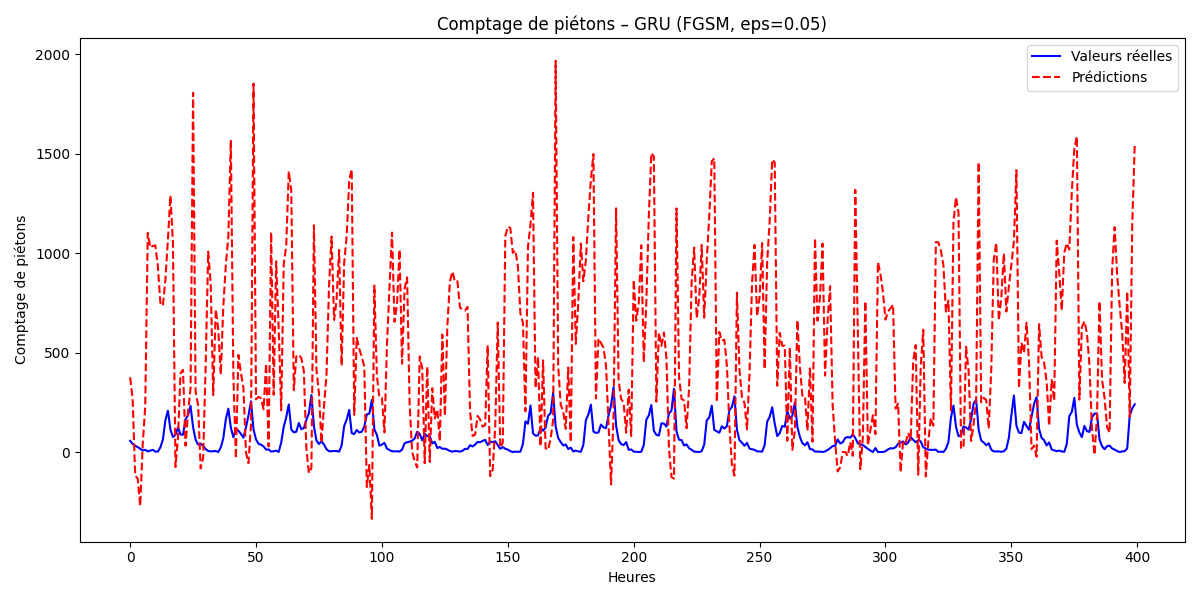 Comptage de piétons – GRU (FGSM, eps=0.05)
Valeurs réelles
Prédictions
Comptage de piétons
2000
1500
1000
500
0
0 50 100 150 200 250 300 350 400
Heures